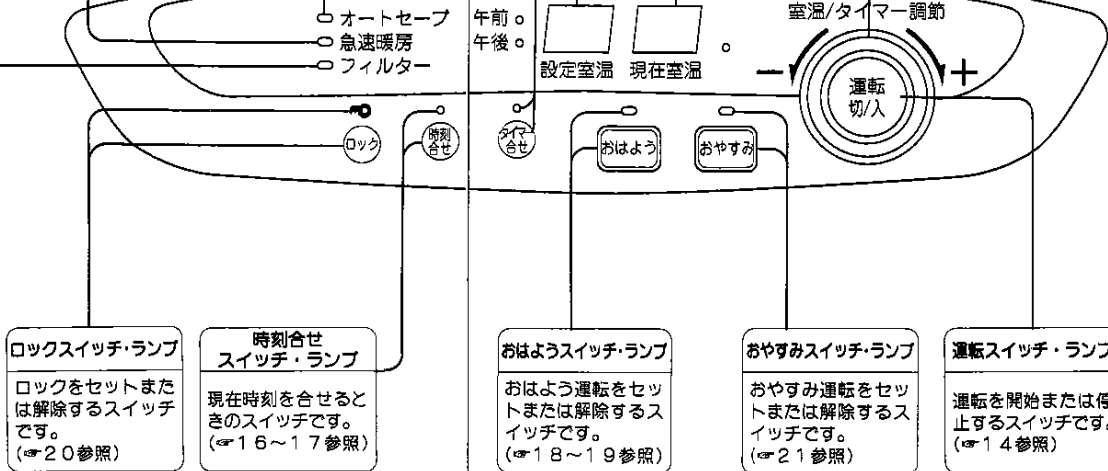 オートセーブ
急速暖房
フィルター
午前
午後
設定室温
現在室温
室温/タイマー調節
－
＋
運転
切/入
ロック
時刻
合せ
タイマー
合せ
おはよう
おやすみ
ロックスイッチ・ランプ
ロックをセットまた
は解除するスイッチ
です。
(☞20参照)
時刻合せ
スイッチ・ランプ
現在時刻を合せると
きのスイッチです。
(☞16～17参照)
おはようスイッチ・ランプ
おはよう運転をセッ
トまたは解除するス
イッチです。
(☞18～19参照)
おやすみスイッチ・ランプ
おやすみ運転をセッ
トまたは解除するス
イッチです。
(☞21参照)
運転スイッチ・ランプ
運転を開始または停
止するスイッチです。
(☞14参照)